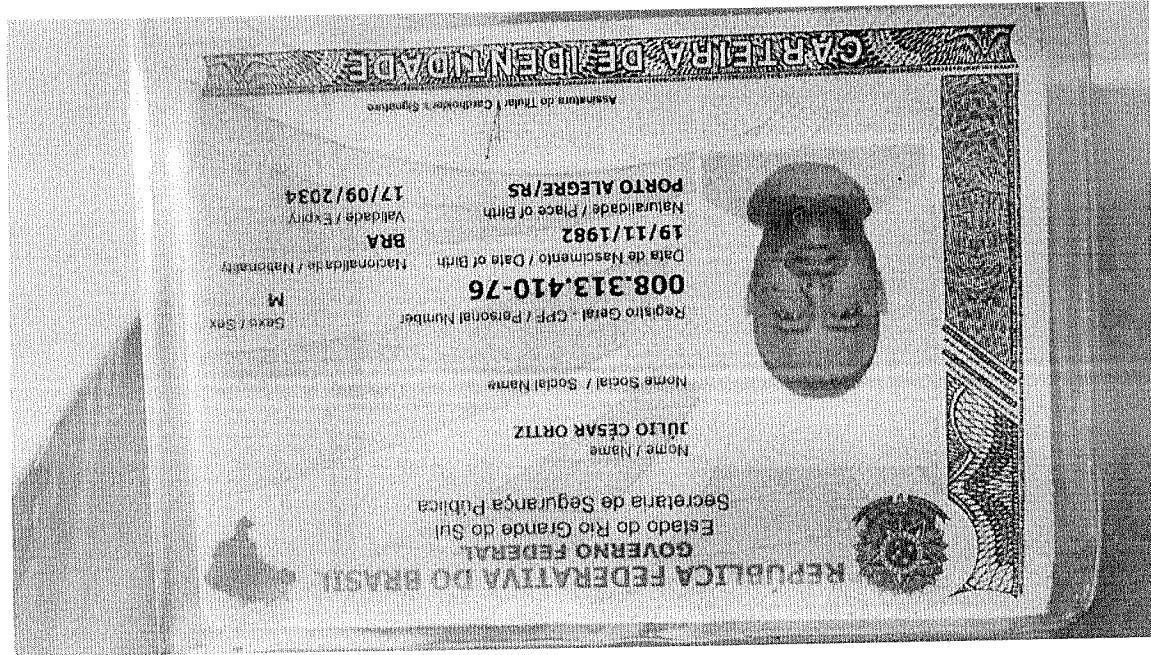 REPÚBLICA FEDERATIVA DO BRASIL
GOVERNO FEDERAL
Estado do Rio Grande do Sul
Secretaria de Segurança Pública
Nome / Name
JÚLIO CÉSAR ORTIZ
Nome Social / Social Name
Registro Geral - CPF / Personal Number
008.313.410-76
Sexo / Sex
M
Data de Nascimento / Date of Birth
19/11/1982
Nacionalidade / Nationality
BRA
Naturalidade / Place of Birth
PORTO ALEGRE/RS
Validade / Expiry
17/09/2034
Assinatura do Titular / Cardholder's Signature
CARTEIRA DE IDENTIDADE